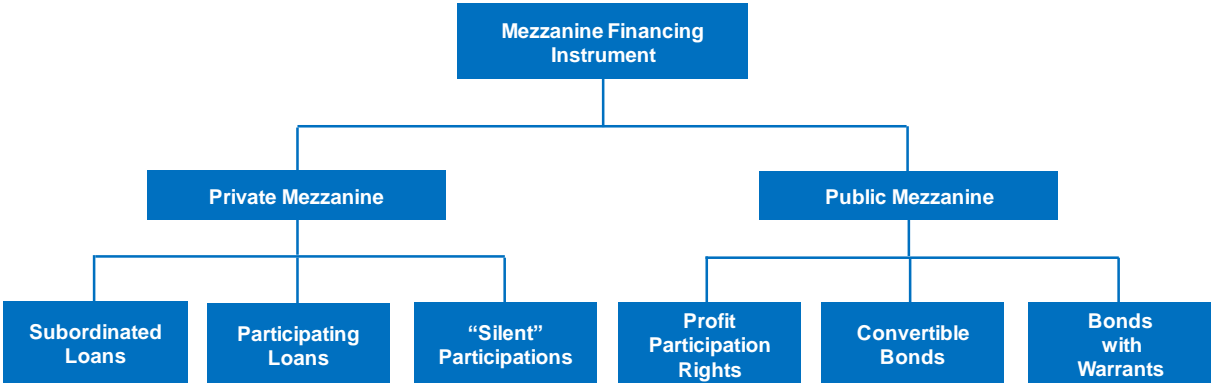 Mezzanine Financing
Instrument
Private Mezzanine
Public Mezzanine
Subordinated
Loans
Participating
Loans
“Silent”
Participations
Profit
Participation
Rights
Convertible
Bonds
Bonds
with
Warrants